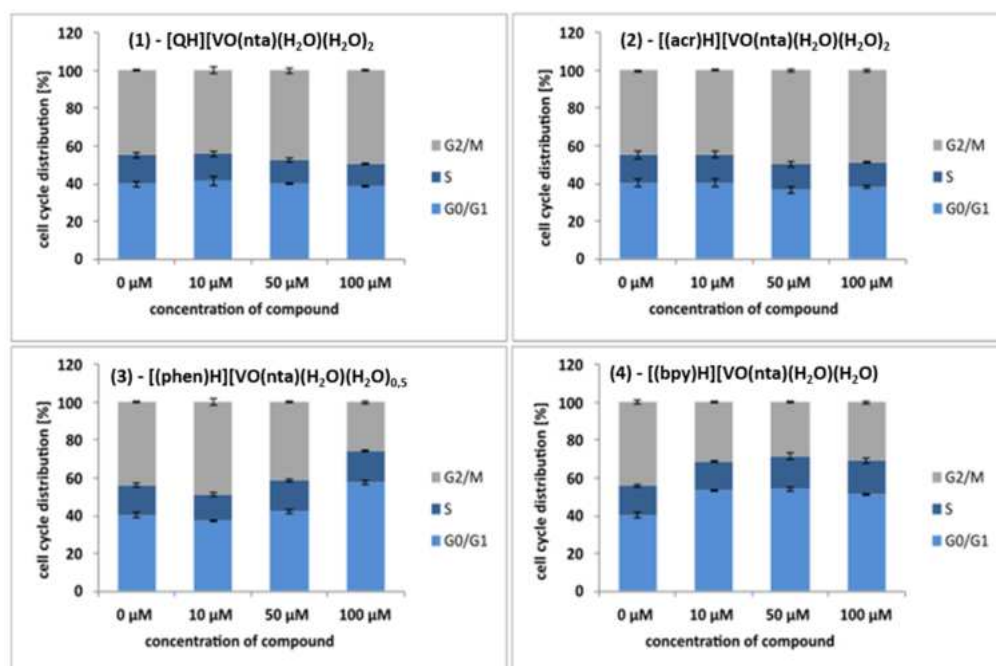 (1) - [QH][VO(nta)(H₂O)(H₂O)₂
cell cycle distribution [%]
120
100
80
60
40
20
0
G2/M
S
G0/G1
0 µM 10 µM 50 µM 100 µM
concentration of compound
(2) - [(acr)H][VO(nta)(H₂O)(H₂O)₂
cell cycle distribution [%]
120
100
80
60
40
20
0
G2/M
S
G0/G1
0 µM 10 µM 50 µM 100 µM
concentration of compound
(3) - [(phen)H][VO(nta)(H₂O)(H₂O)₀,₅
cell cycle distribution [%]
120
100
80
60
40
20
0
G2/M
S
G0/G1
0 µM 10 µM 50 µM 100 µM
concentration of compound
(4) - [(bpy)H][VO(nta)(H₂O)(H₂O)
cell cycle distribution [%]
120
100
80
60
40
20
0
G2/M
S
G0/G1
0 µM 10 µM 50 µM 100 µM
concentration of compound